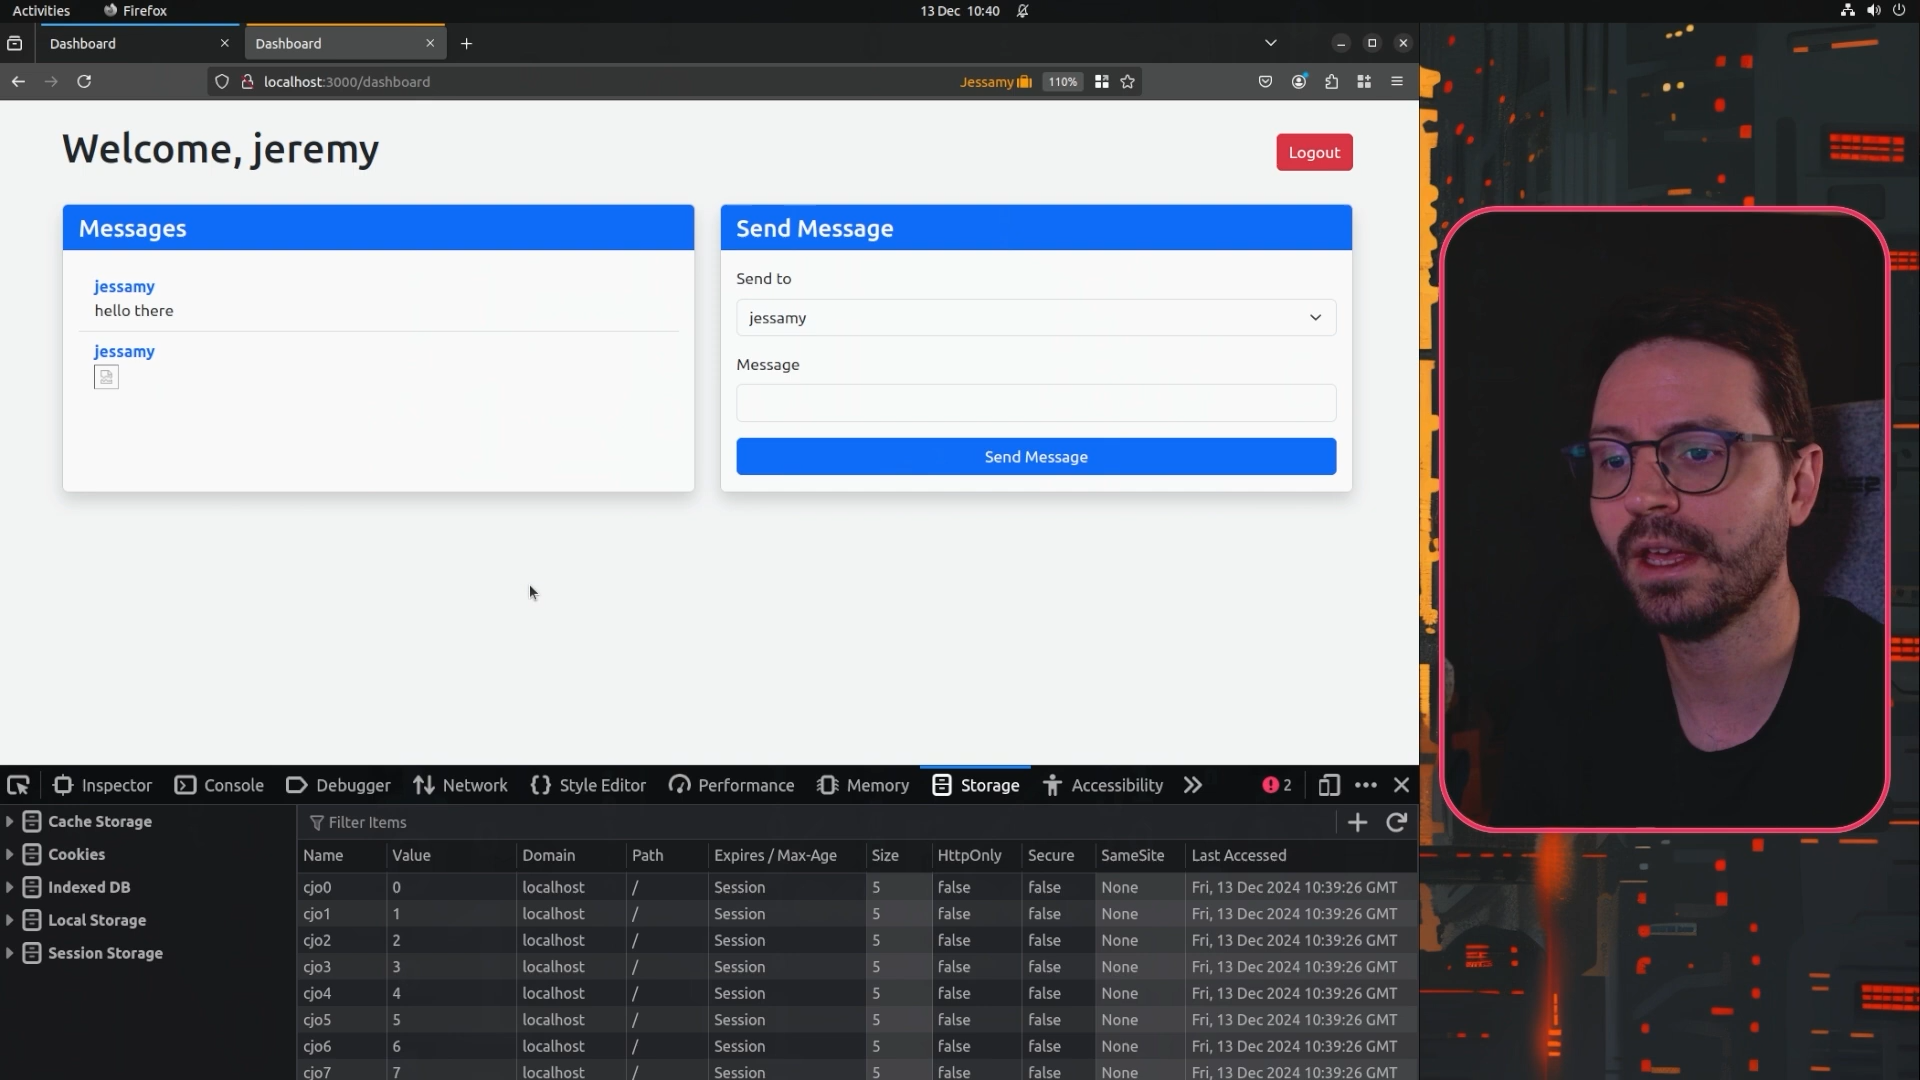 Activities
Firefox
13 Dec 10:40
Dashboard
Dashboard
localhost:3000/dashboard
Jessamy
110%
Welcome, jeremy
Logout
Messages
jessamy
hello there
jessamy
Send Message
Send to
jessamy
Message
Send Message
Inspector Console Debugger Network Style Editor Performance Memory Storage Accessibility 2
Cache Storage
Cookies
Indexed DB
Local Storage
Session Storage
Filter Items
Name Value Domain Path Expires / Max-Age Size HttpOnly Secure SameSite Last Accessed
cjo0 0 localhost / Session 5 false false None Fri, 13 Dec 2024 10:39:26 GMT
cjo1 1 localhost / Session 5 false false None Fri, 13 Dec 2024 10:39:26 GMT
cjo2 2 localhost / Session 5 false false None Fri, 13 Dec 2024 10:39:26 GMT
cjo3 3 localhost / Session 5 false false None Fri, 13 Dec 2024 10:39:26 GMT
cjo4 4 localhost / Session 5 false false None Fri, 13 Dec 2024 10:39:26 GMT
cjo5 5 localhost / Session 5 false false None Fri, 13 Dec 2024 10:39:26 GMT
cjo6 6 localhost / Session 5 false false None Fri, 13 Dec 2024 10:39:26 GMT
cjo7 7 localhost / Session 5 false false None Fri, 13 Dec 2024 10:39:26 GMT